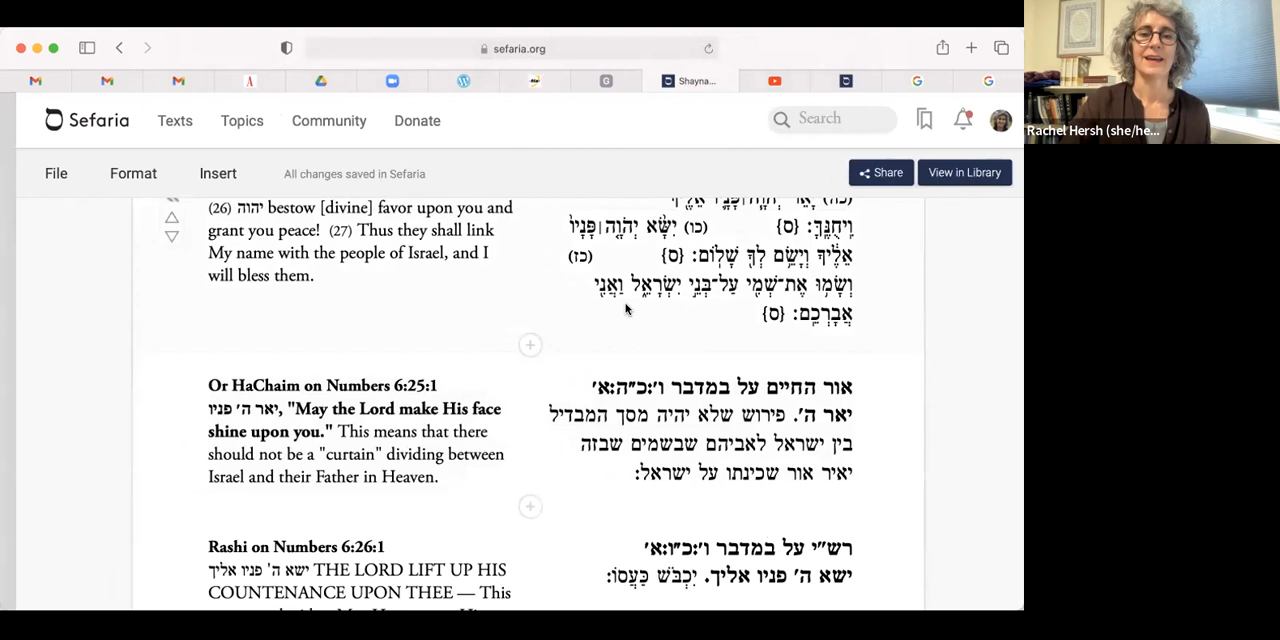 sefaria.org
Shayna...
Sefaria
Texts
Topics
Community
Donate
Search
Rachel Hersh (she/he...
File
Format
Insert
All changes saved in Sefaria
Share
View in Library
(26) יהוה bestow [divine] favor upon you and
grant you peace! (27) Thus they shall link
My name with the people of Israel, and I
will bless them.
וִֽיחֻנֶּֽךָּ׃ {ס} (כו) יִשָּׂ֨א יְהֹוָ֤ה ׀ פָּנָיו֙
אֵלֶ֔יךָ וְיָשֵׂ֥ם לְךָ֖ שָׁלֽוֹם׃ {ס} (כז)
וְשָׂמ֥וּ אֶת־שְׁמִ֖י עַל־בְּנֵ֣י יִשְׂרָאֵ֑ל וַאֲנִ֖י
אֲבָרְכֵֽם׃ {ס}
Or HaChaim on Numbers 6:25:1
יאר ה׳ פניו, "May the Lord make His face
shine upon you." This means that there
should not be a "curtain" dividing between
Israel and their Father in Heaven.
אור החיים על במדבר ו׳:כ״ה:א׳
יאר ה׳. פירוש שלא יהיה מסך המבדיל
בין ישראל לאביהם שבשמים שבזה
יאיר אור שכינתו על ישראל:
Rashi on Numbers 6:26:1
ישא ה' פניו אליך THE LORD LIFT UP HIS
COUNTENANCE UPON THEE — This
רש״י על במדבר ו׳:כ״ו:א׳
ישא ה׳ פניו אליך. יִכְבֹּשׁ כַּעְסוֹ: